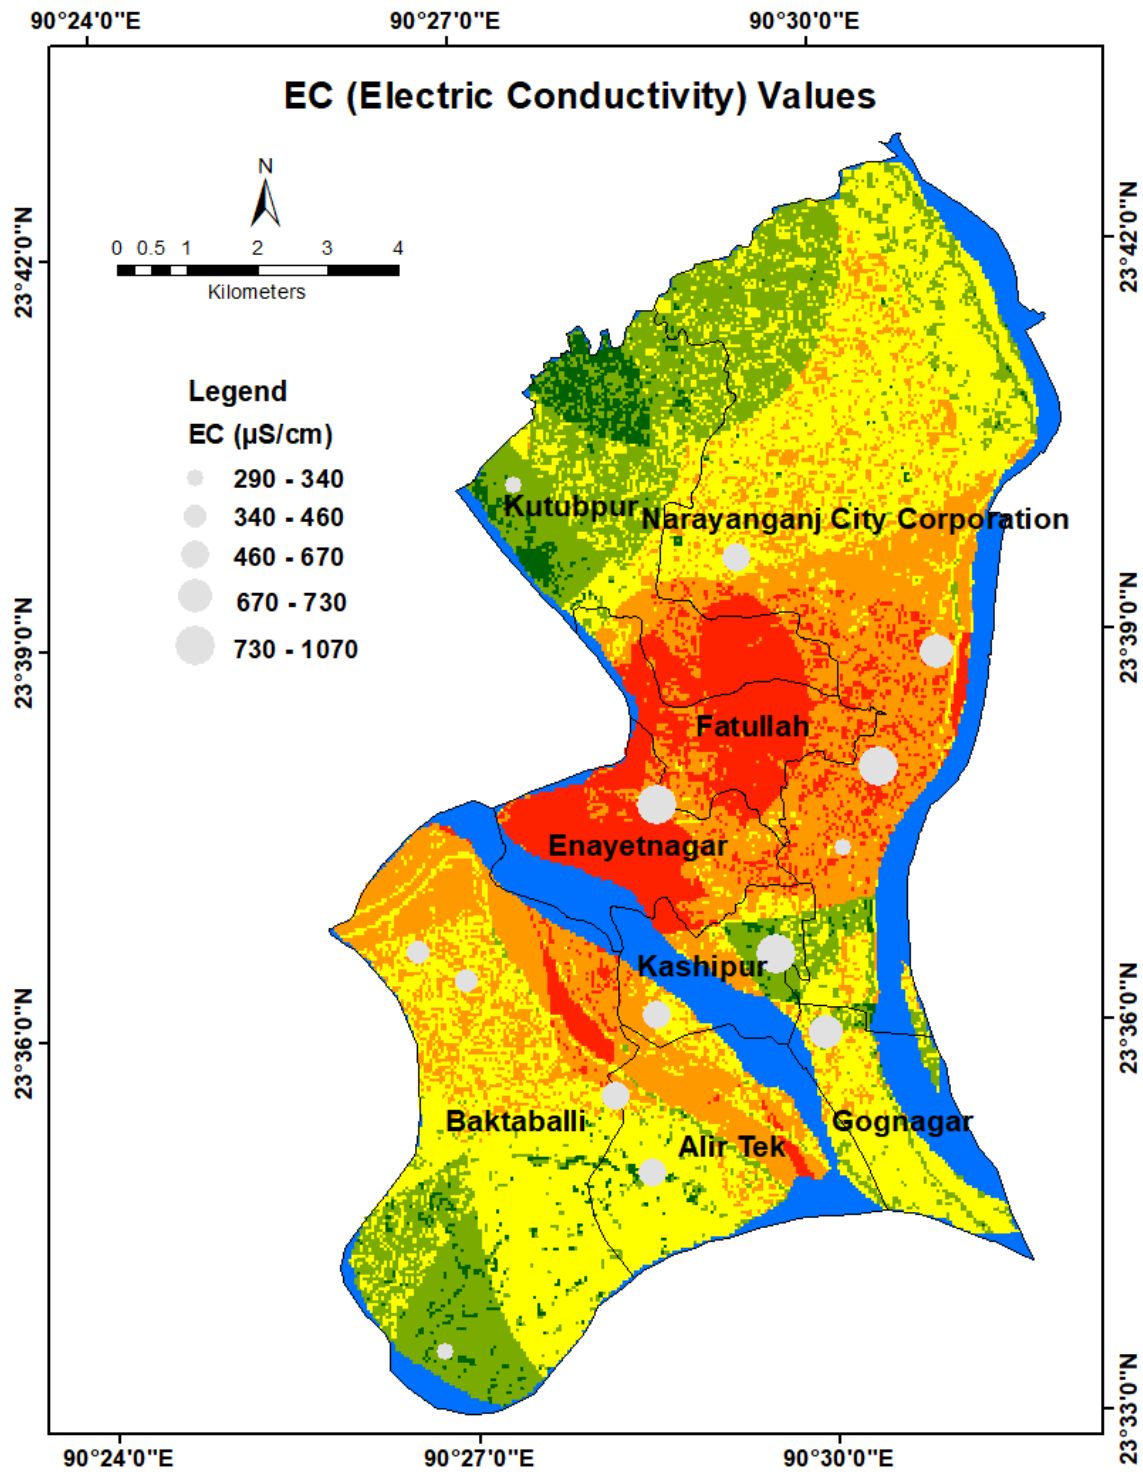 90°24'0"E 90°27'0"E 90°30'0"E
EC (Electric Conductivity) Values
N
0 0.5 1 2 3 4
Kilometers
23°42'0"N 23°42'0"N
Legend
EC (µS/cm)
290 - 340
340 - 460
460 - 670
670 - 730
730 - 1070
Kutubpur
Narayanganj City Corporation
23°39'0"N 23°39'0"N
Fatullah
Enayetnagar
Kashipur
23°36'0"N 23°36'0"N
Baktaballi
Gognagar
Alir Tek
23°33'0"N
90°24'0"E 90°27'0"E 90°30'0"E